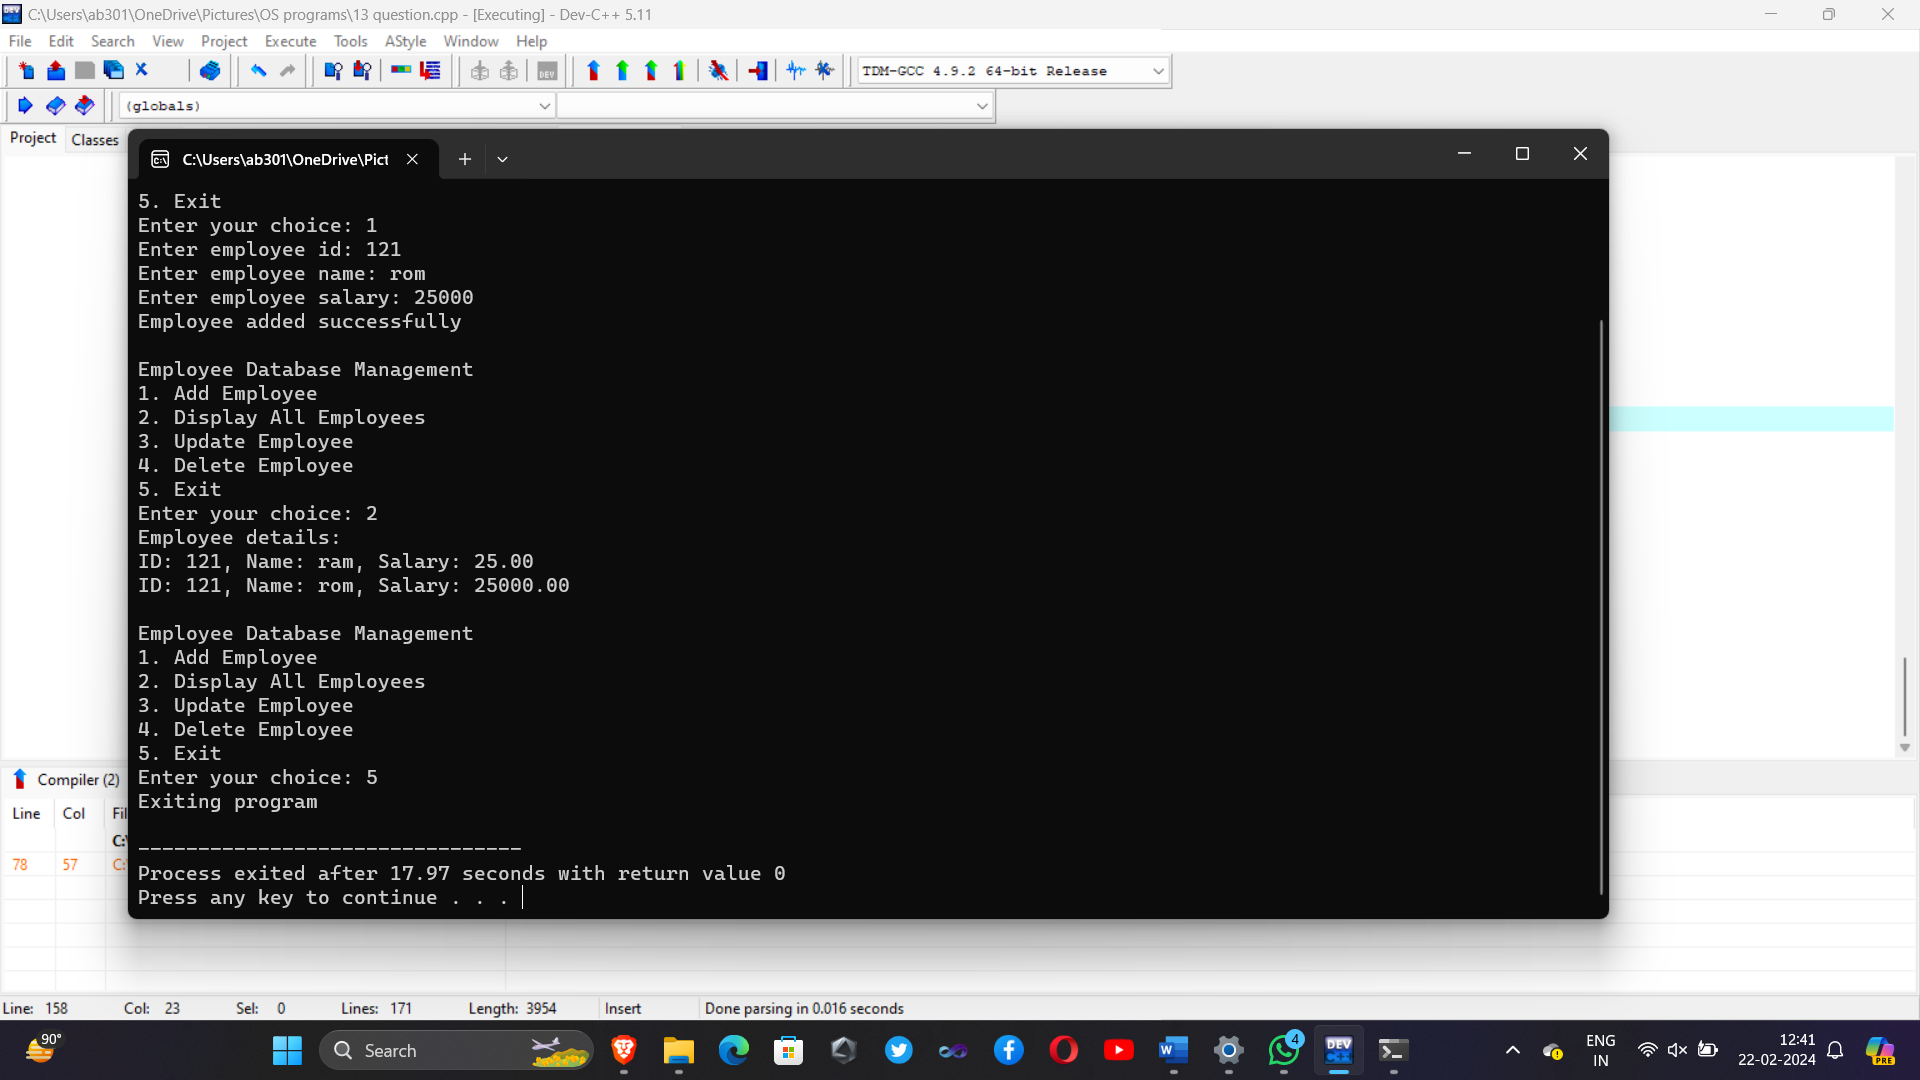 C:\Users\ab301\OneDrive\Pictures\OS programs\13 question.cpp - [Executing] - Dev-C++ 5.11
File Edit Search View Project Execute Tools AStyle Window Help
TDM-GCC 4.9.2 64-bit Release
(globals)
Project Classes
C:\Users\ab301\OneDrive\Pict
5. Exit
Enter your choice: 1
Enter employee id: 121
Enter employee name: rom
Enter employee salary: 25000
Employee added successfully
Employee Database Management
1. Add Employee
2. Display All Employees
3. Update Employee
4. Delete Employee
5. Exit
Enter your choice: 2
Employee details:
ID: 121, Name: ram, Salary: 25.00
ID: 121, Name: rom, Salary: 25000.00
Employee Database Management
1. Add Employee
2. Display All Employees
3. Update Employee
4. Delete Employee
5. Exit
Enter your choice: 5
Exiting program
--------------------------------
Process exited after 17.97 seconds with return value 0
Press any key to continue . . .
Compiler (2)
Line Col Fil
C:\
78 57 C:\
Line: 158 Col: 23 Sel: 0 Lines: 171 Length: 3954 Insert Done parsing in 0.016 seconds
90°
Search
DEV
4
ENG
IN
12:41
22-02-2024
PRE